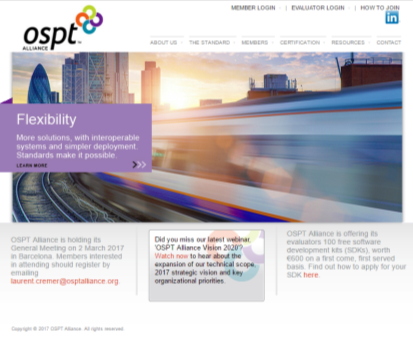 MEMBER LOGIN | EVALUATOR LOGIN | HOW TO JOIN
in
ospt
ALLIANCE
ABOUT US THE STANDARD MEMBERS CERTIFICATION RESOURCES CONTACT
Flexibility
More solutions, with interoperable
systems and simpler deployment.
Standards make it possible.
LEARN MORE
OSPT Alliance is holding its
General Meeting on 2 March 2017
in Barcelona. Members interested
in attending should register by
emailing
laurent.cremer@osptalliance.org.
Did you miss our latest webinar,
'OSPT Alliance Vision 2020'?
Watch now to hear about the
expansion of our technical scope,
2017 strategic vision and key
organizational priorities.
OSPT Alliance is offering its
evaluators 100 free software
development kits (SDKs), worth
€600 on a first come, first served
basis. Find out how to apply for your
SDK here.
Copyright © 2017 OSPT Alliance. All rights reserved.